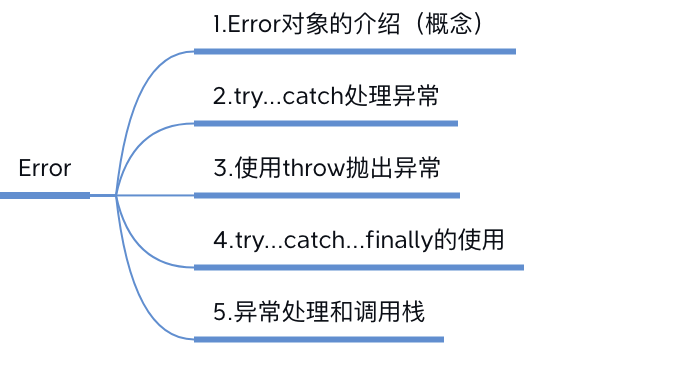 1.Error对象的介绍（概念）
2.try...catch处理异常
Error
3.使用throw抛出异常
4.try...catch...finally的使用
5.异常处理和调用栈